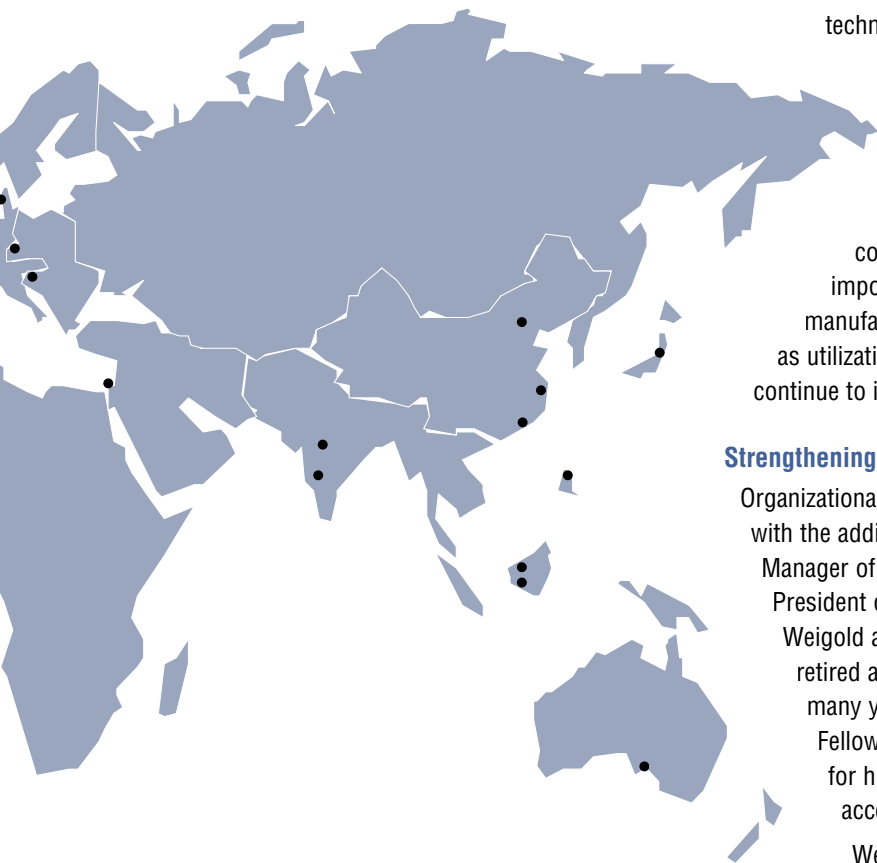 techn
co
impo
manufa
as utilizati
continue to i
Strengthening
Organizationa
with the addi
Manager of
President o
Weigold a
retired a
many y
Fellow
for h
acco
We